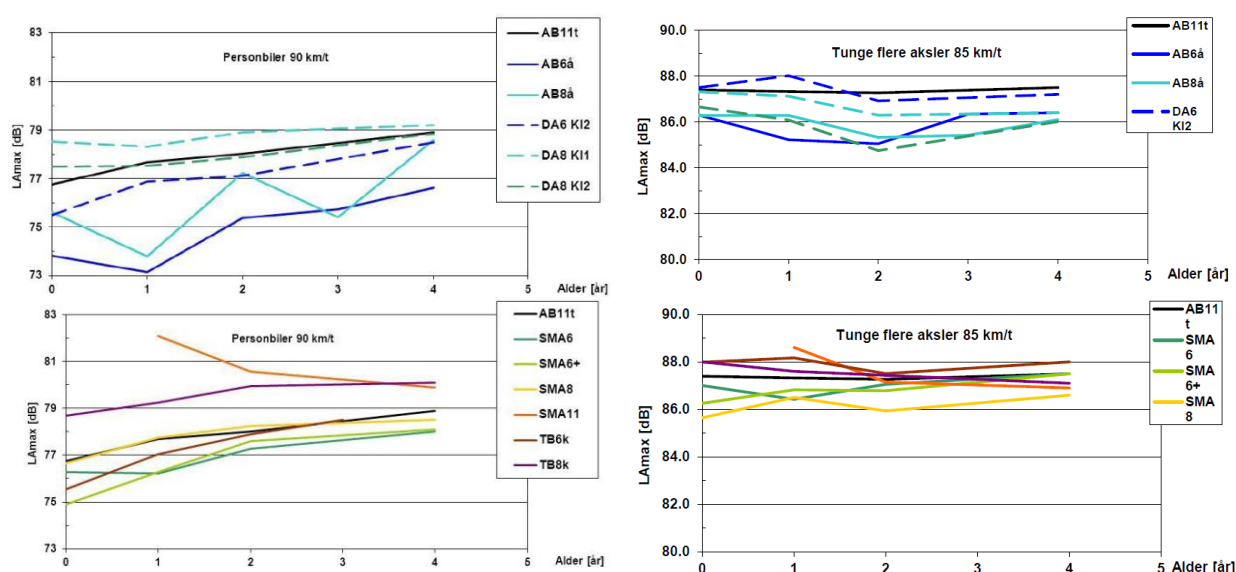 83
81
79
77
75
73
LAmax [dB]
Personbiler 90 km/t
0
1
2
3
4
5
Alder [år]
AB11t
AB6å
AB8å
DA6 Kl2
DA8 Kl1
DA8 Kl2
90.0
88.0
86.0
84.0
82.0
80.0
LAmax [dB]
Tunge flere aksler 85 km/t
0
1
2
3
4
5
Alder [år]
AB11t
AB6å
AB8å
DA6
Kl2
83
81
79
77
75
73
LAmax [dB]
Personbiler 90 km/t
0
1
2
3
4
5
Alder [år]
AB11t
SMA6
SMA6+
SMA8
SMA11
TB6k
TB8k
90.0
88.0
86.0
84.0
82.0
80.0
LAmax [dB]
Tunge flere aksler 85 km/t
0
1
2
3
4
5
Alder [år]
AB11
t
SMA
6
SMA
6+
SMA
8